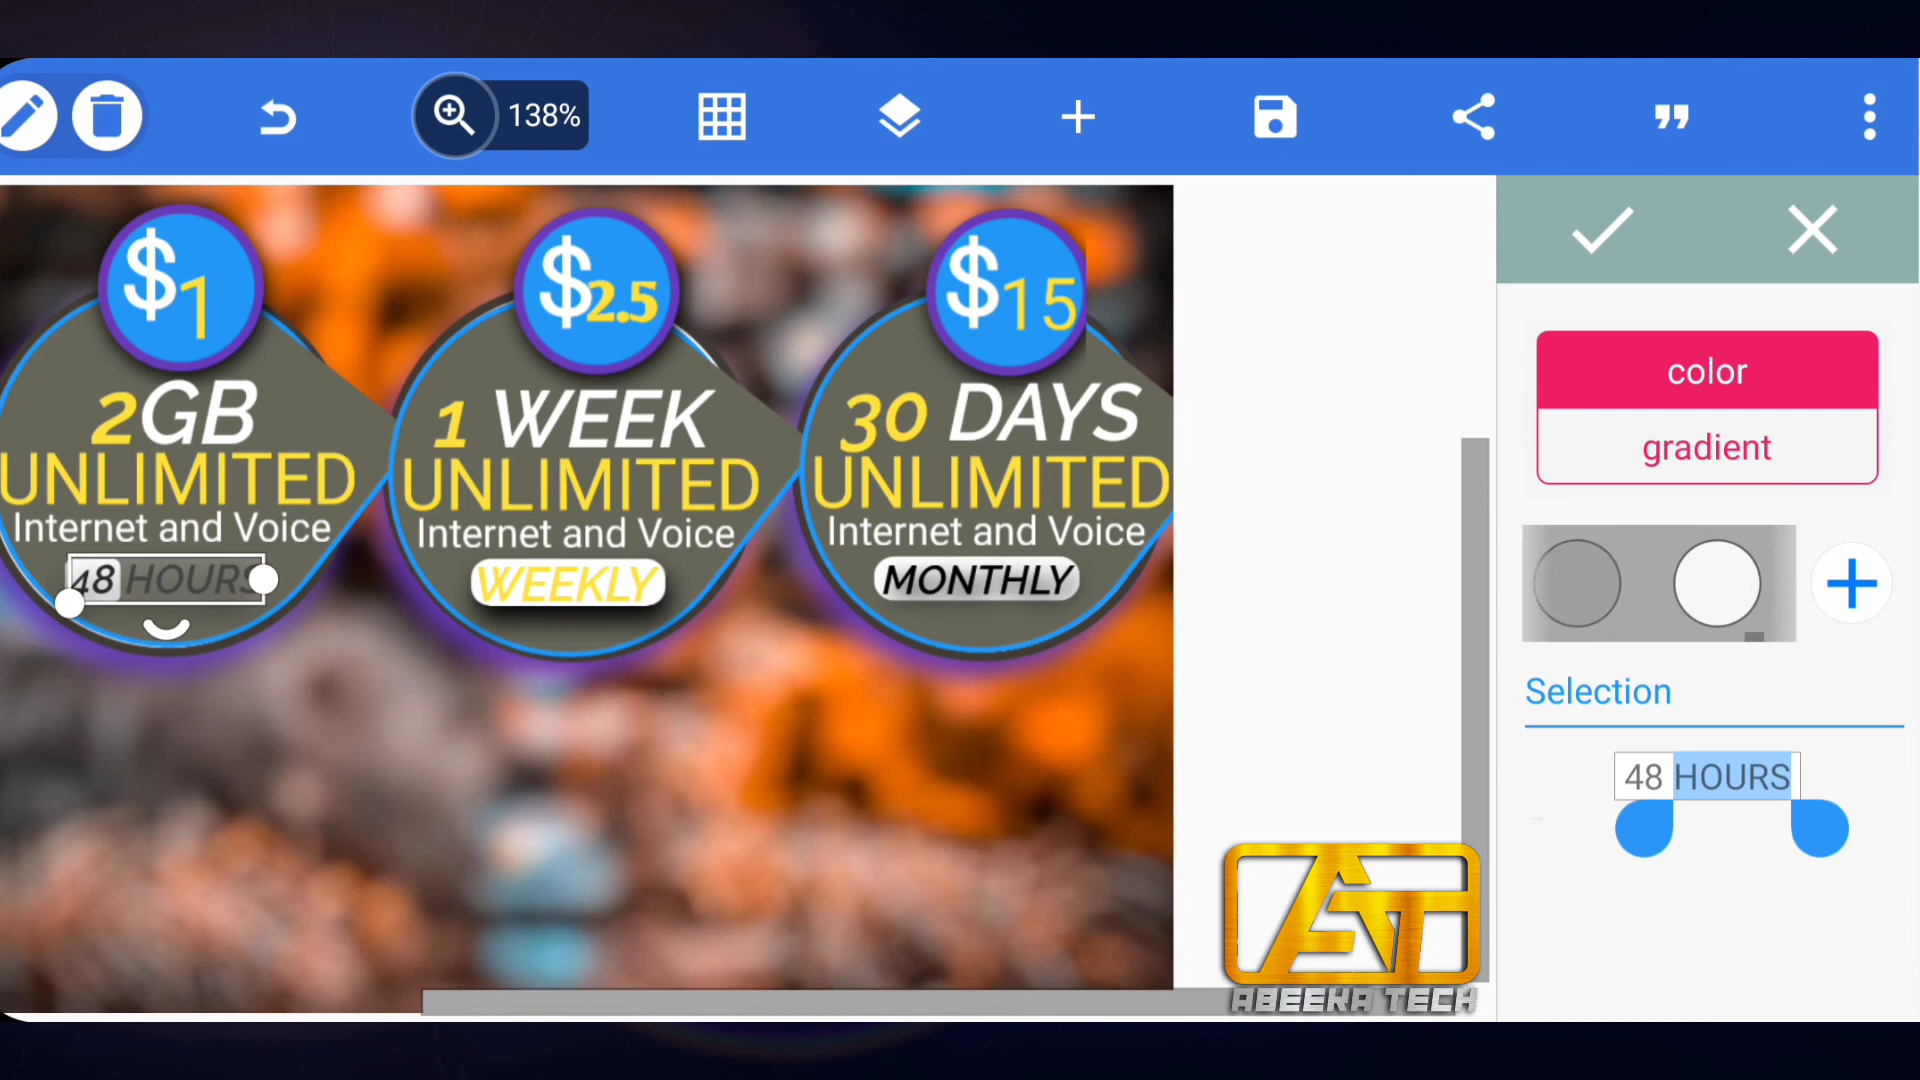 138%
$1
2GB
UNLIMITED
Internet and Voice
48 HOURS
$2.5
1 WEEK
UNLIMITED
Internet and Voice
WEEKLY
$15
30 DAYS
UNLIMITED
Internet and Voice
MONTHLY
color
gradient
Selection
48 HOURS
AT
ABEEKA TECH